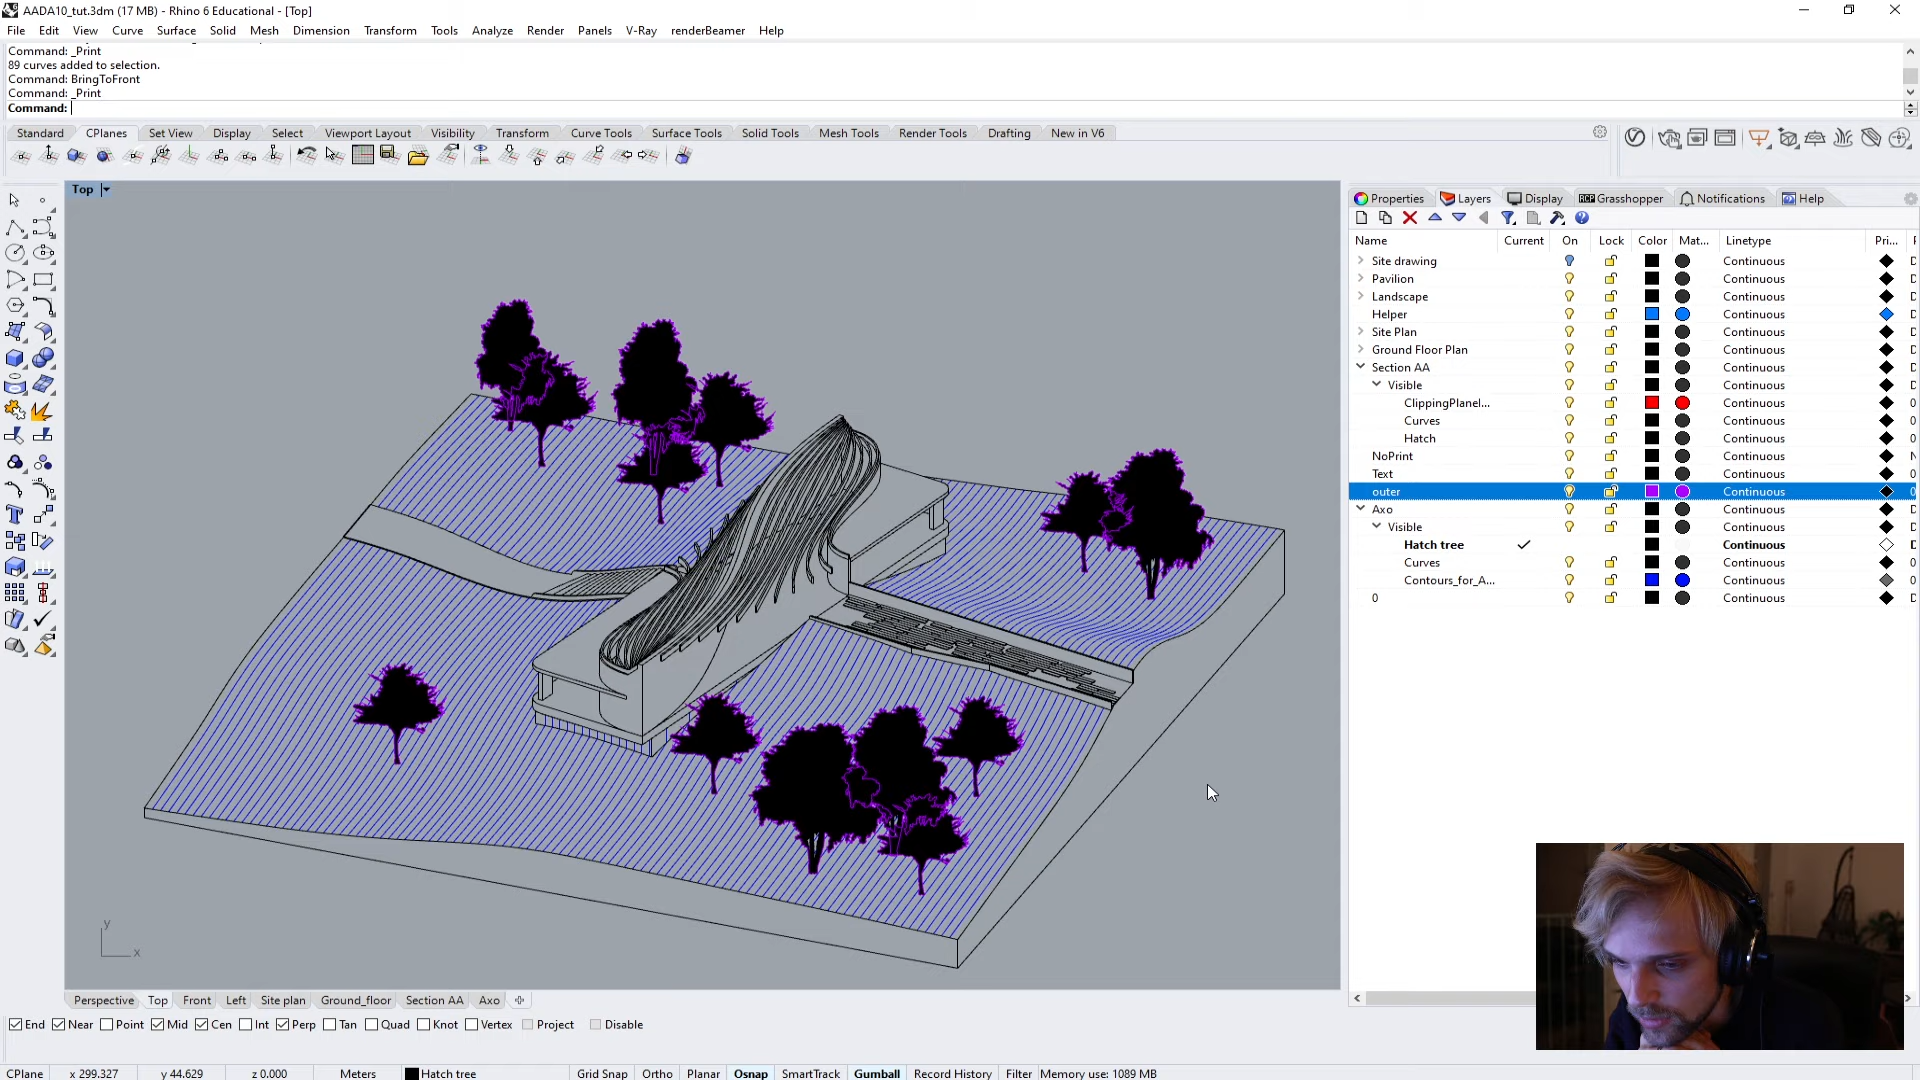 AADA10_tut.3dm (17 MB) - Rhino 6 Educational - [Top]
File Edit View Curve Surface Solid Mesh Dimension Transform Tools Analyze Render Panels V-Ray renderBeamer Help
Command: _Print
89 curves added to selection.
Command: BringToFront
Command: _Print
Command:
Standard CPlanes Set View Display Select Viewport Layout Visibility Transform Curve Tools Surface Tools Solid Tools Mesh Tools Render Tools Drafting New in V6
Top
Properties Layers Display Grasshopper Notifications Help
Name Current On Lock Color Mat... Linetype Pri...
Site drawing Continuous D
Pavilion Continuous D
Landscape Continuous D
Helper Continuous D
Site Plan Continuous D
Ground Floor Plan Continuous D
Section AA Continuous D
Visible Continuous D
ClippingPlaneI... Continuous 0
Curves Continuous 0
Hatch Continuous 0
NoPrint Continuous N
Text Continuous 0
outer Continuous 0
Axo Continuous D
Visible Continuous D
Hatch tree Continuous D
Curves Continuous 0
Contours_for_A... Continuous 0
0 Continuous D
y
x
Perspective Top Front Left Site plan Ground_floor Section AA Axo
End Near Point Mid Cen Int Perp Tan Quad Knot Vertex Project Disable
CPlane x 299.327 y 44.629 z 0.000 Meters Hatch tree Grid Snap Ortho Planar Osnap SmartTrack Gumball Record History Filter Memory use: 1089 MB